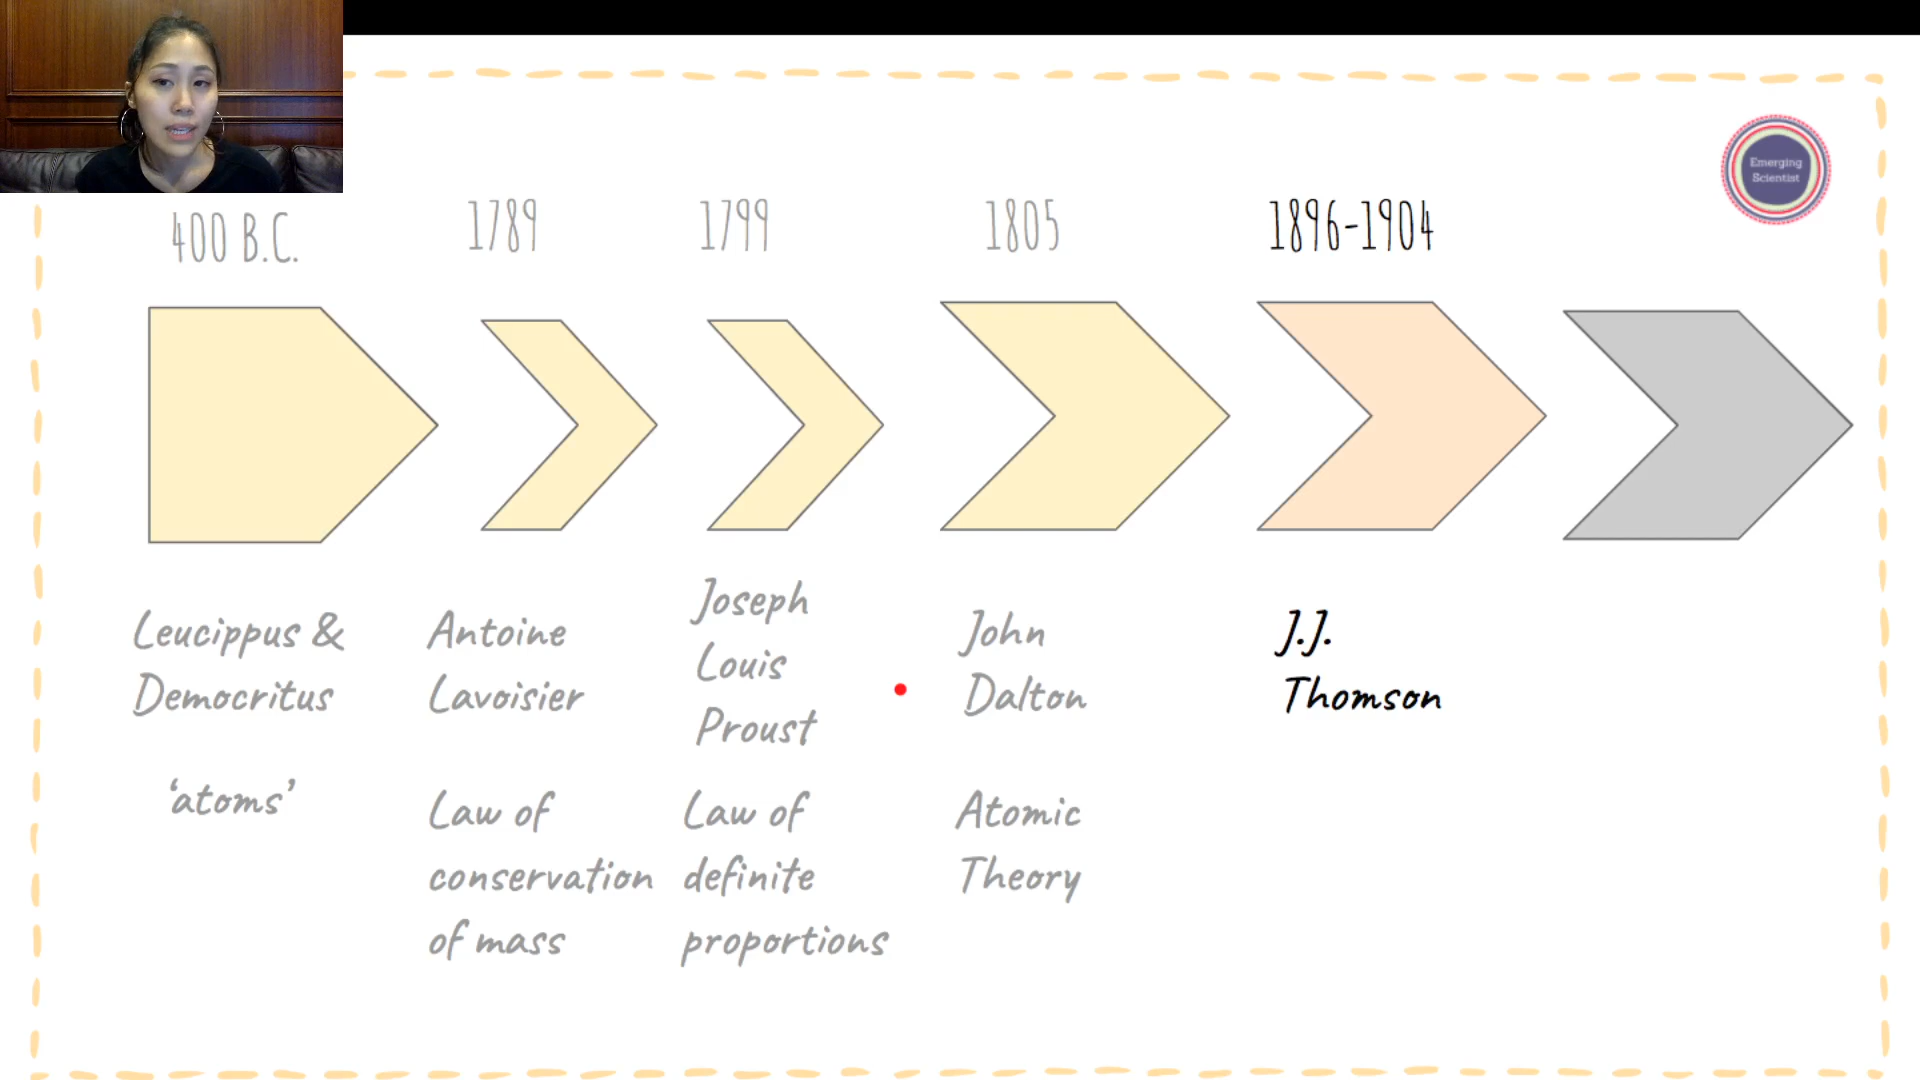 Emerging
Scientist
400 B.C.
1789
1799
1805
1896-1904
Leucippus &
Democritus
Antoine
Lavoisier
Joseph
Louis
Proust
John
Dalton
J.J.
Thomson
‘atoms’
Law of
conservation
of mass
Law of
definite
proportions
Atomic
Theory